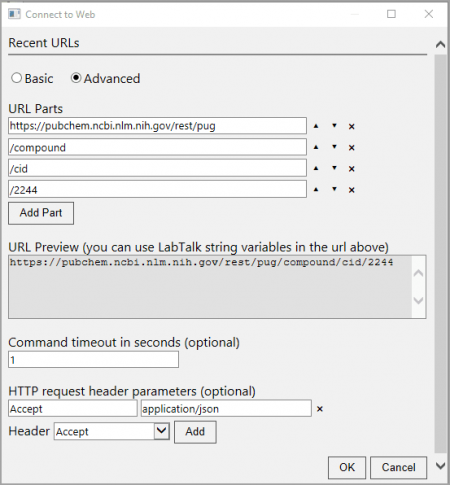 Connect to Web
Recent URLs
Basic Advanced
URL Parts
https://pubchem.ncbi.nlm.nih.gov/rest/pug
/compound
/cid
/2244
Add Part
URL Preview (you can use LabTalk string variables in the url above)
https://pubchem.ncbi.nlm.nih.gov/rest/pug/compound/cid/2244
Command timeout in seconds (optional)
1
HTTP request header parameters (optional)
Accept application/json
Header Accept Add
OK Cancel